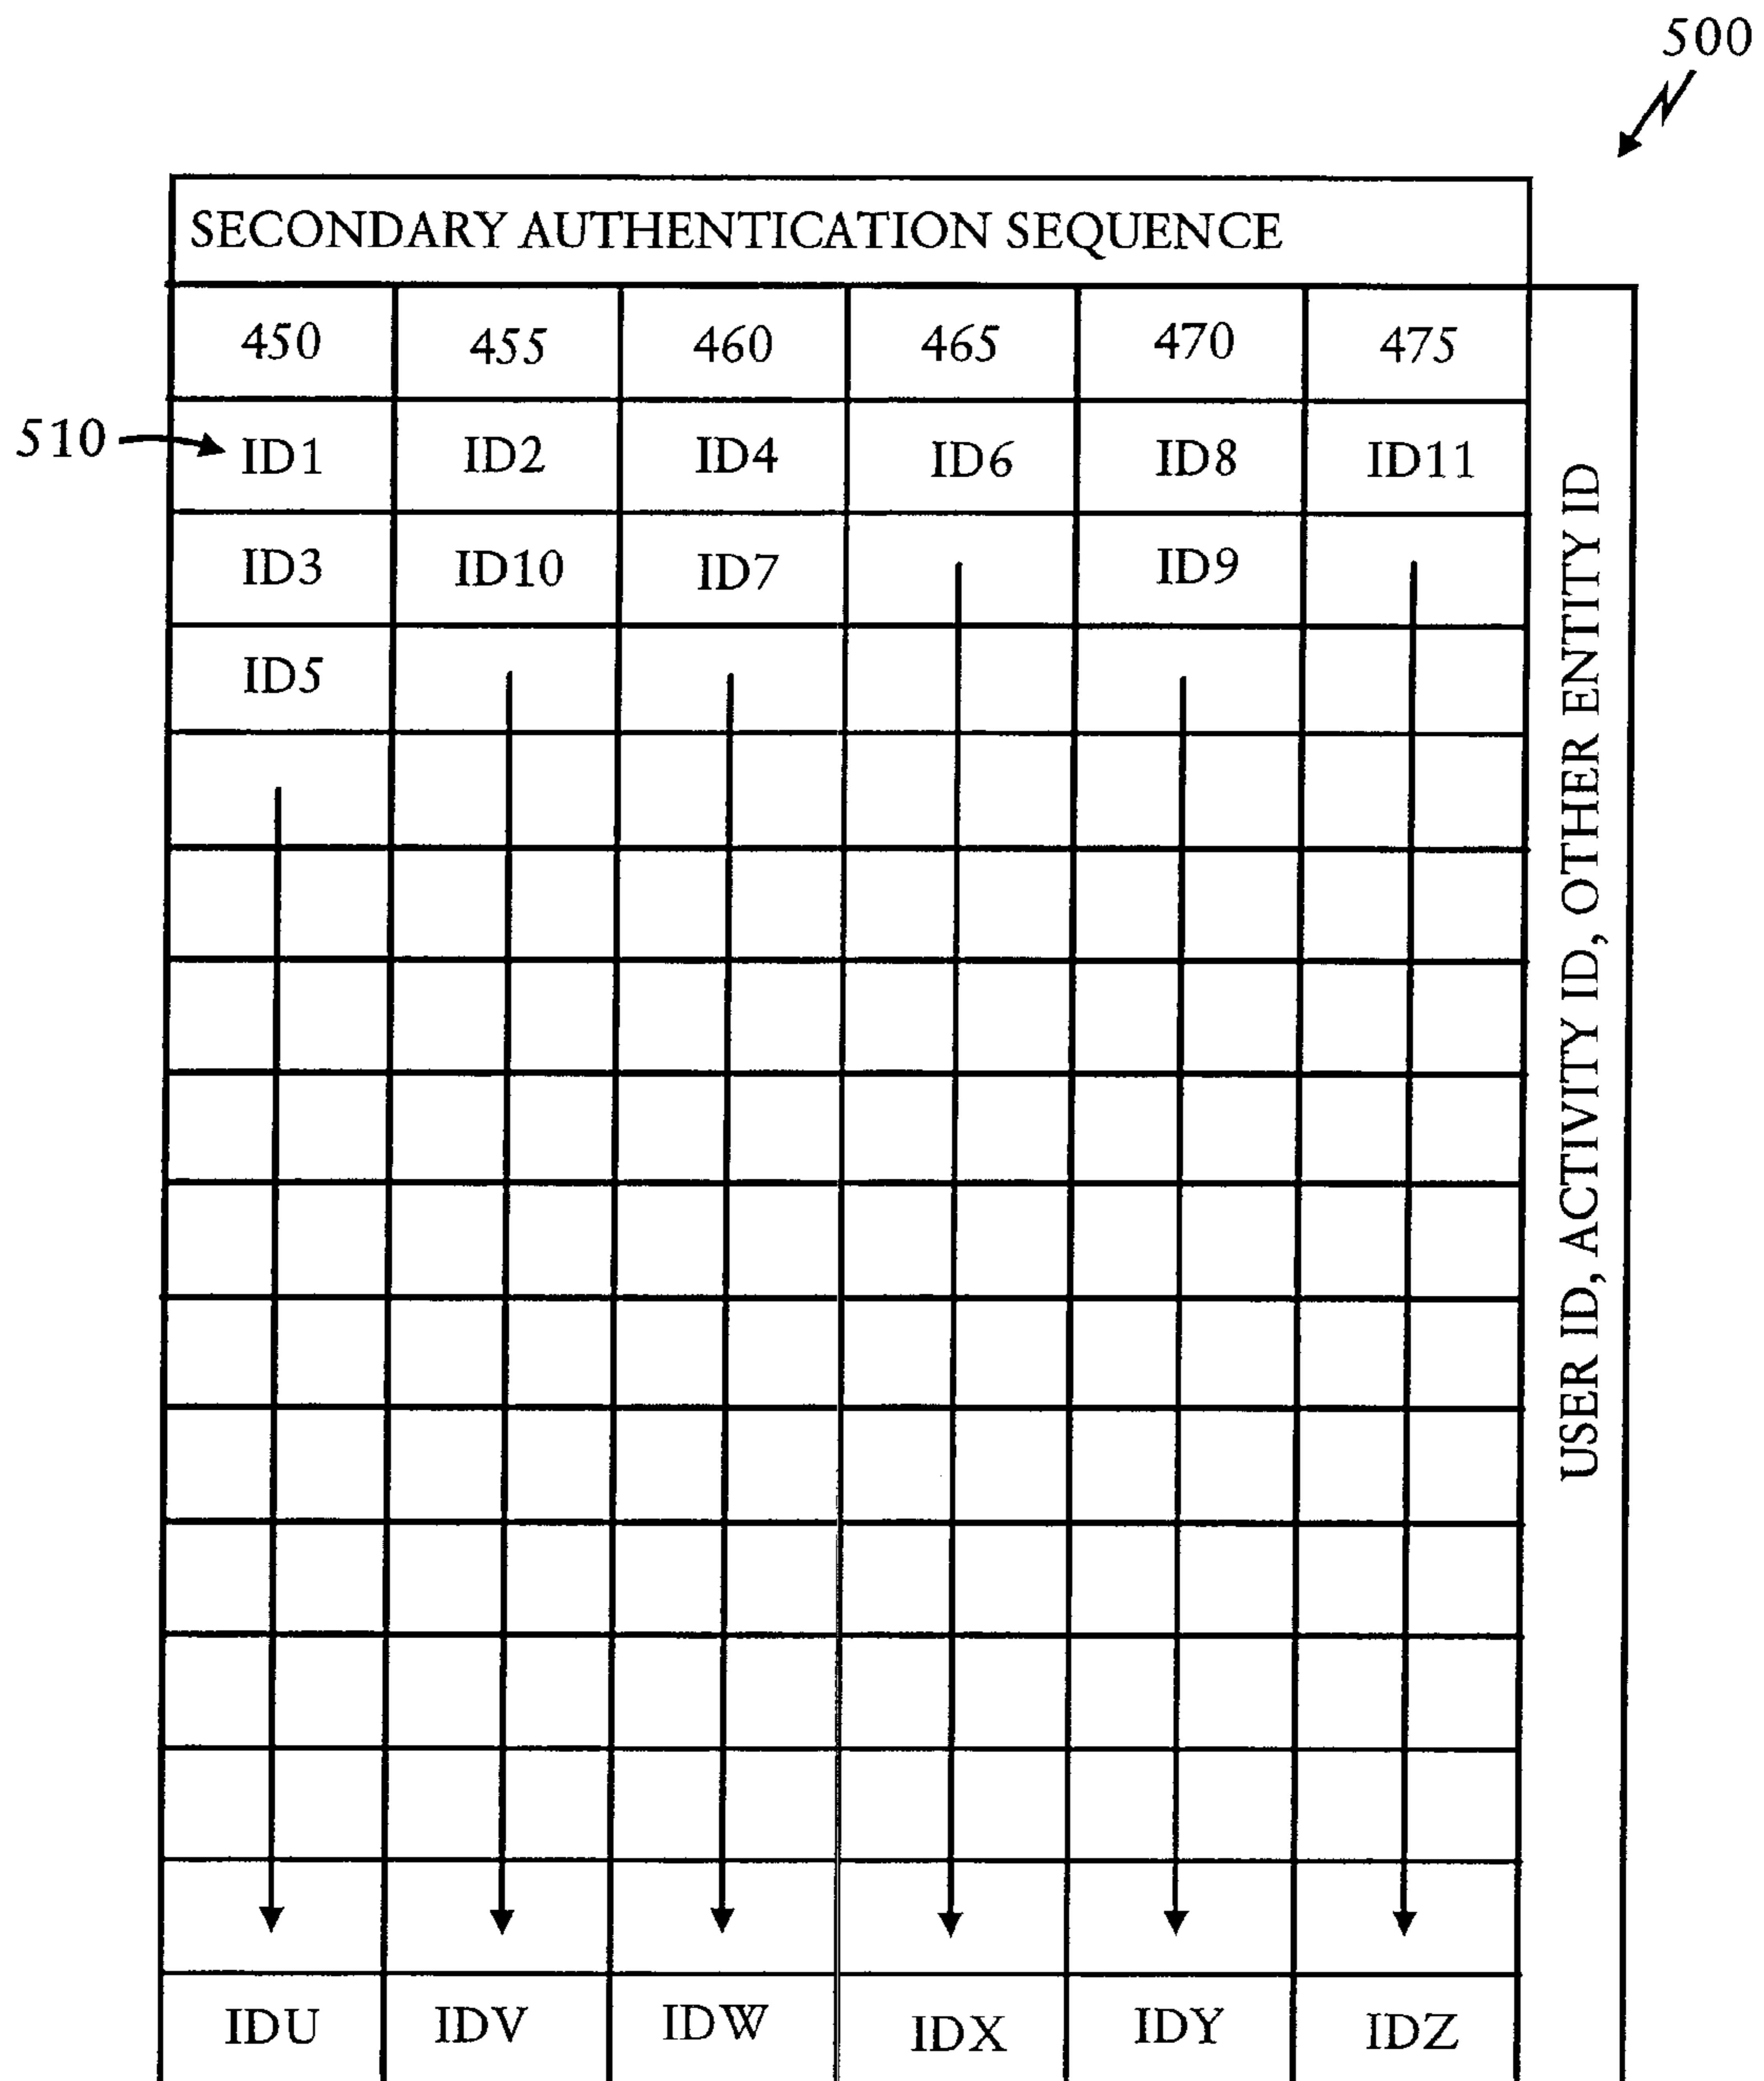 500
SECONDARY AUTHENTICATION SEQUENCE
450 455 460 465 470 475
510 ID1 ID2 ID4 ID6 ID8 ID11
ID3 ID10 ID7 ID9
ID5
IDU IDV IDW IDX IDY IDZ
USER ID, ACTIVITY ID, OTHER ENTITY ID